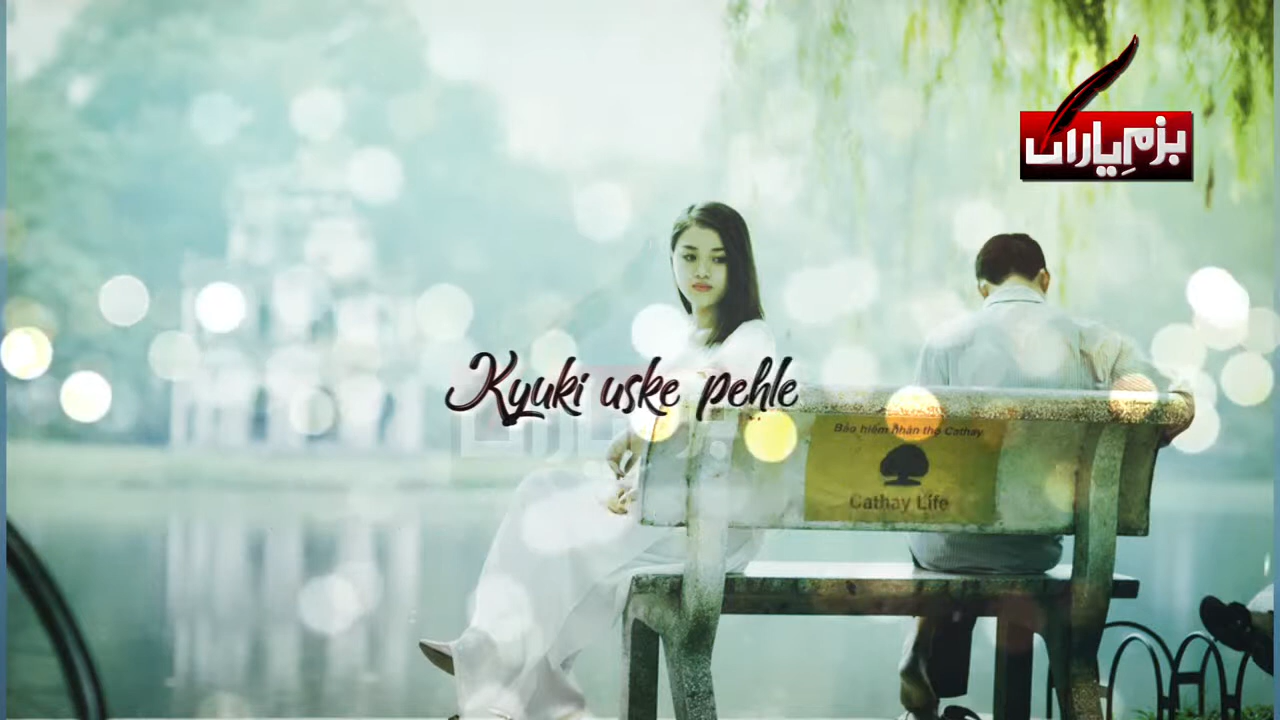 بزمِ یاراں
Kyuki uske pehle
Bảo hiểm nhân thọ Cathay
Cathay Life